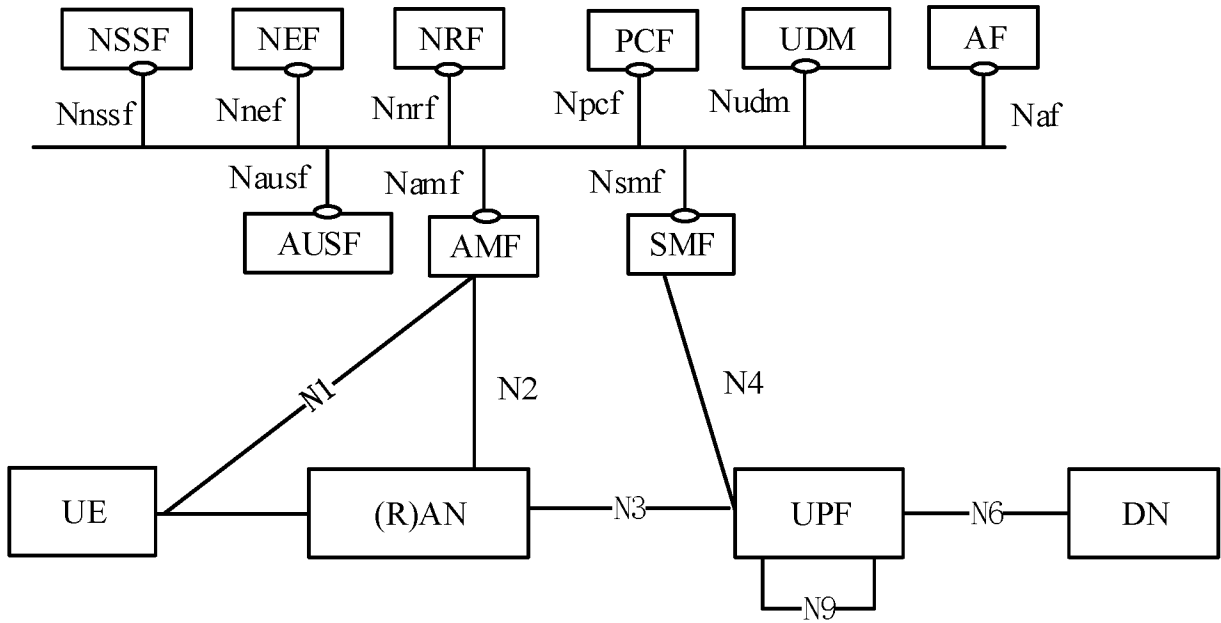 NSSF
NEF
NRF
PCF
UDM
AF
Nnssf
Nnef
Nnrf
Npcf
Nudm
Naf
Nausf
Namf
Nsmf
AUSF
AMF
SMF
N1
N2
N4
UE
(R)AN
N3
UPF
N6
DN
N9